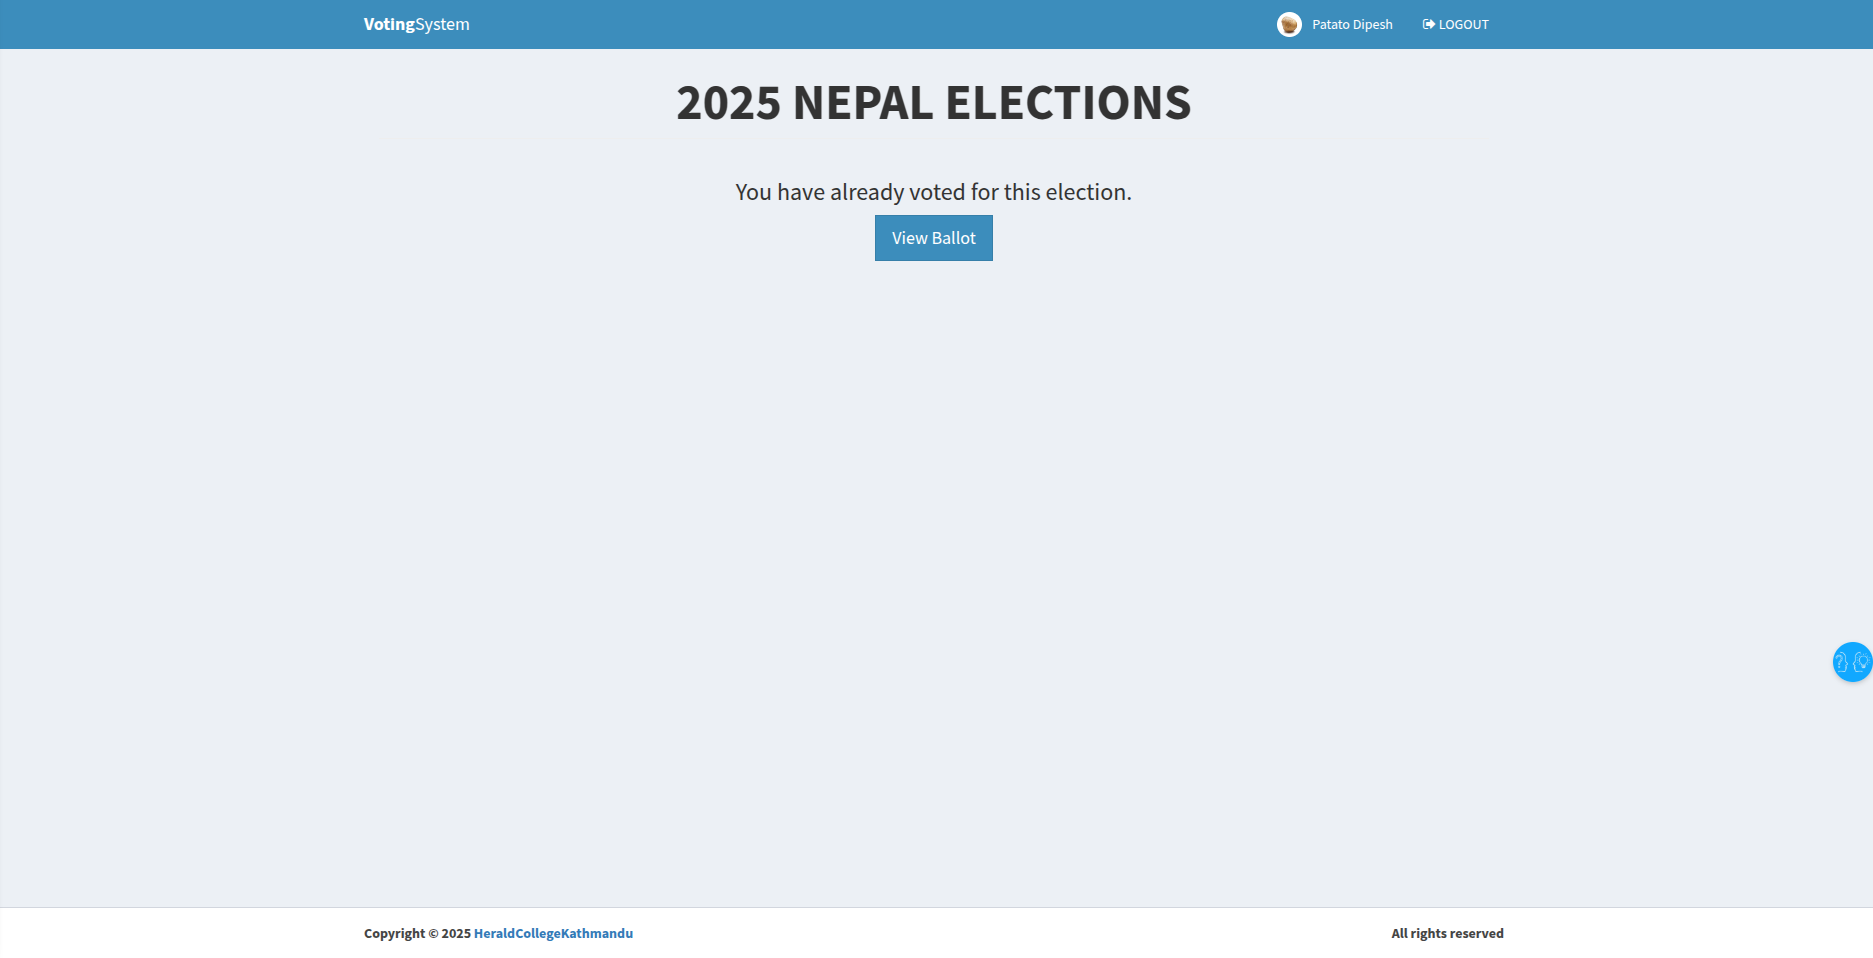 VotingSystem
Patato Dipesh
LOGOUT
2025 NEPAL ELECTIONS
You have already voted for this election.
View Ballot
Copyright © 2025 HeraldCollegeKathmandu
All rights reserved